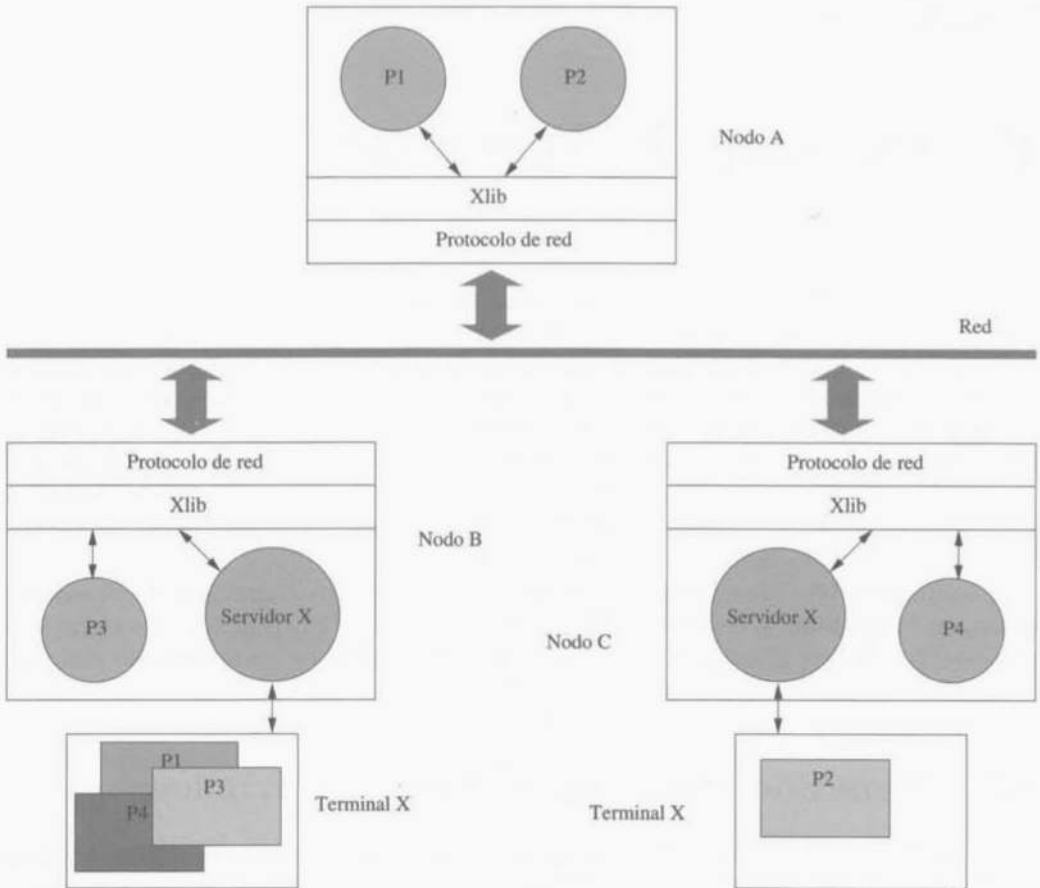 P1
P2
Nodo A
Xlib
Protocolo de red
Red
Protocolo de red
Xlib
Nodo B
P3
Servidor X
Protocolo de red
Xlib
Servidor X
P4
Nodo C
P1
P3
P4
Terminal X
Terminal X
P2